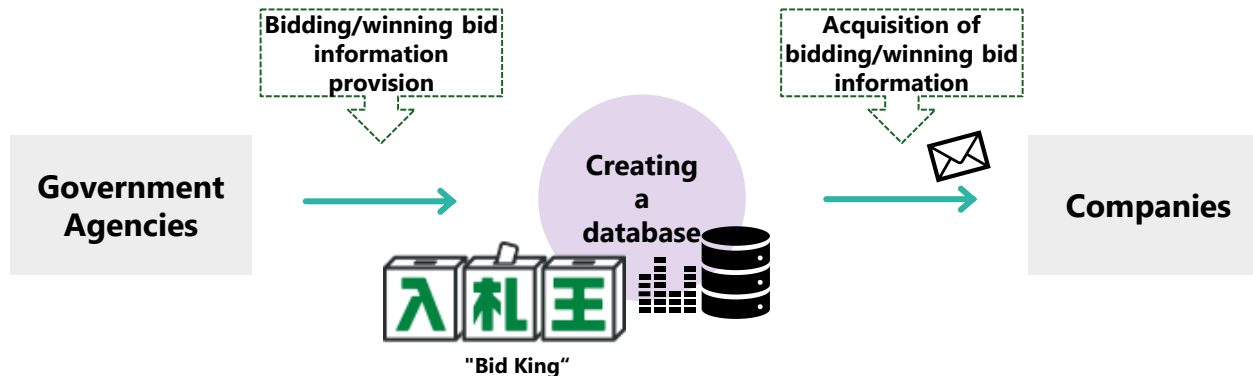 Bidding/winning bid
information
provision
Acquisition of
bidding/winning bid
information
Government
Agencies
Creating
a
database
Companies
入札王
"Bid King“